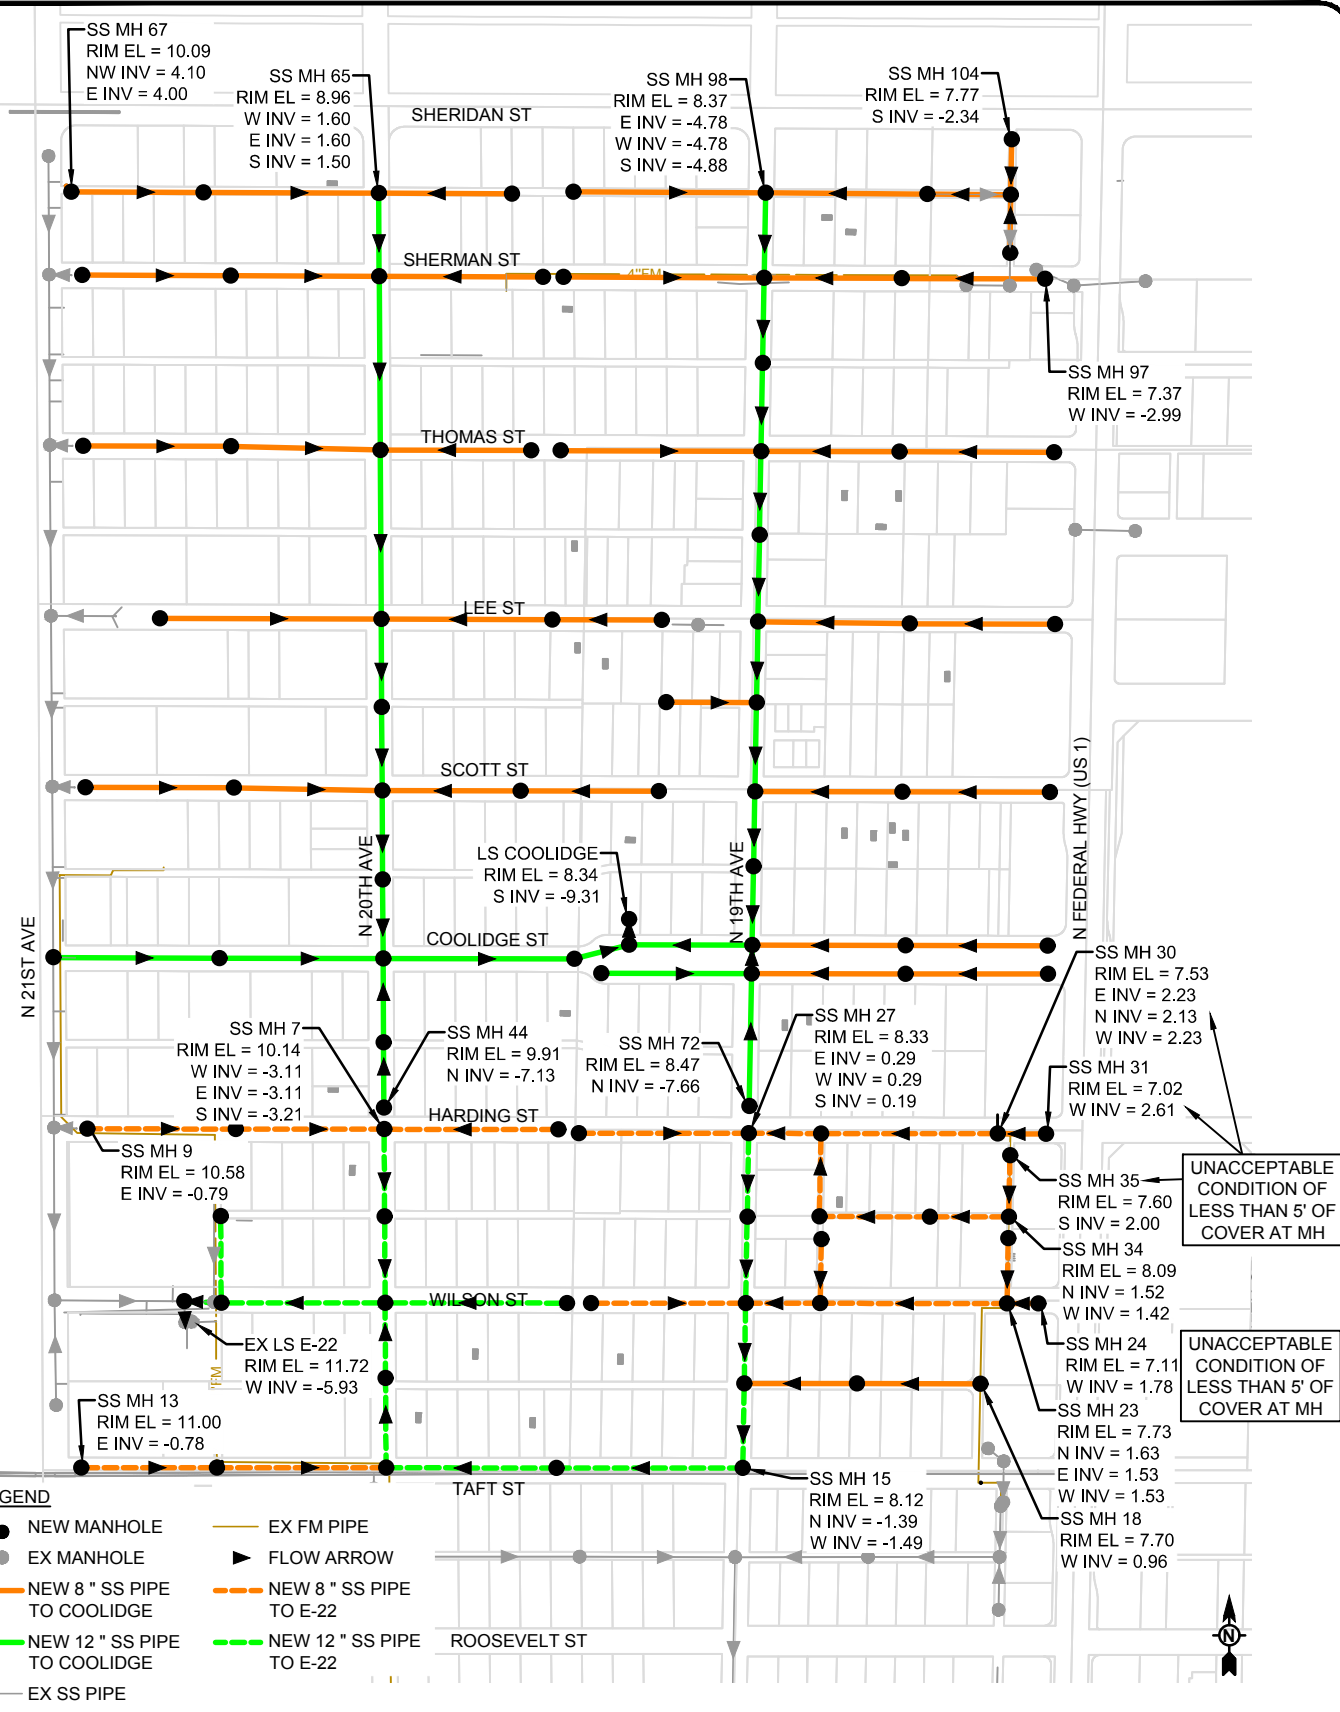 SS MH 67
RIM EL = 10.09
NW INV = 4.10
E INV = 4.00
SS MH 65
RIM EL = 8.96
W INV = 1.60
E INV = 1.60
S INV = 1.50
SHERIDAN ST
SS MH 98
RIM EL = 8.37
E INV = -4.78
W INV = -4.78
S INV = -4.88
SS MH 104
RIM EL = 7.77
S INV = -2.34
SHERMAN ST
4"FM
SS MH 97
RIM EL = 7.37
W INV = -2.99
THOMAS ST
LEE ST
SCOTT ST
N FEDERAL HWY (US 1)
N 20TH AVE
N 19TH AVE
LS COOLIDGE
RIM EL = 8.34
S INV = -9.31
N 21ST AVE
COOLIDGE ST
SS MH 30
RIM EL = 7.53
E INV = 2.23
N INV = 2.13
W INV = 2.23
SS MH 7
RIM EL = 10.14
W INV = -3.11
E INV = -3.11
S INV = -3.21
SS MH 44
RIM EL = 9.91
N INV = -7.13
SS MH 72
RIM EL = 8.47
N INV = -7.66
SS MH 27
RIM EL = 8.33
E INV = 0.29
W INV = 0.29
S INV = 0.19
SS MH 31
RIM EL = 7.02
W INV = 2.61
HARDING ST
SS MH 9
RIM EL = 10.58
E INV = -0.79
SS MH 35
RIM EL = 7.60
S INV = 2.00
UNACCEPTABLE
CONDITION OF
LESS THAN 5' OF
COVER AT MH
SS MH 34
RIM EL = 8.09
N INV = 1.52
W INV = 1.42
WILSON ST
EX LS E-22
RIM EL = 11.72
W INV = -5.93
FM
SS MH 24
RIM EL = 7.11
W INV = 1.78
UNACCEPTABLE
CONDITION OF
LESS THAN 5' OF
COVER AT MH
SS MH 13
RIM EL = 11.00
E INV = -0.78
SS MH 23
RIM EL = 7.73
N INV = 1.63
E INV = 1.53
W INV = 1.53
TAFT ST
SS MH 15
RIM EL = 8.12
N INV = -1.39
W INV = -1.49
SS MH 18
RIM EL = 7.70
W INV = 0.96
GEND
NEW MANHOLE
EX MANHOLE
NEW 8 " SS PIPE
TO COOLIDGE
NEW 12 " SS PIPE
TO COOLIDGE
EX SS PIPE
EX FM PIPE
FLOW ARROW
NEW 8 " SS PIPE
TO E-22
NEW 12 " SS PIPE
TO E-22
ROOSEVELT ST
N